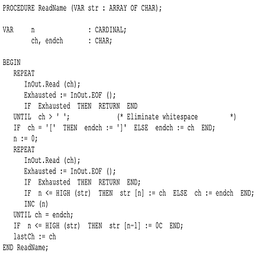 PROCEDURE ReadName (VAR str : ARRAY OF CHAR);
VAR n : CARDINAL;
ch, endch : CHAR;
BEGIN
REPEAT
InOut.Read (ch);
Exhausted := InOut.EOF ();
IF Exhausted THEN RETURN END
UNTIL ch > ' '; (* Eliminate whitespace *)
IF ch = '[' THEN endch := ']' ELSE endch := ch END;
n := 0;
REPEAT
InOut.Read (ch);
Exhausted := InOut.EOF ();
IF Exhausted THEN RETURN END;
IF n <= HIGH (str) THEN str [n] := ch ELSE ch := endch END;
INC (n)
UNTIL ch = endch;
IF n <= HIGH (str) THEN str [n-1] := 0C END;
lastCh := ch
END ReadName;